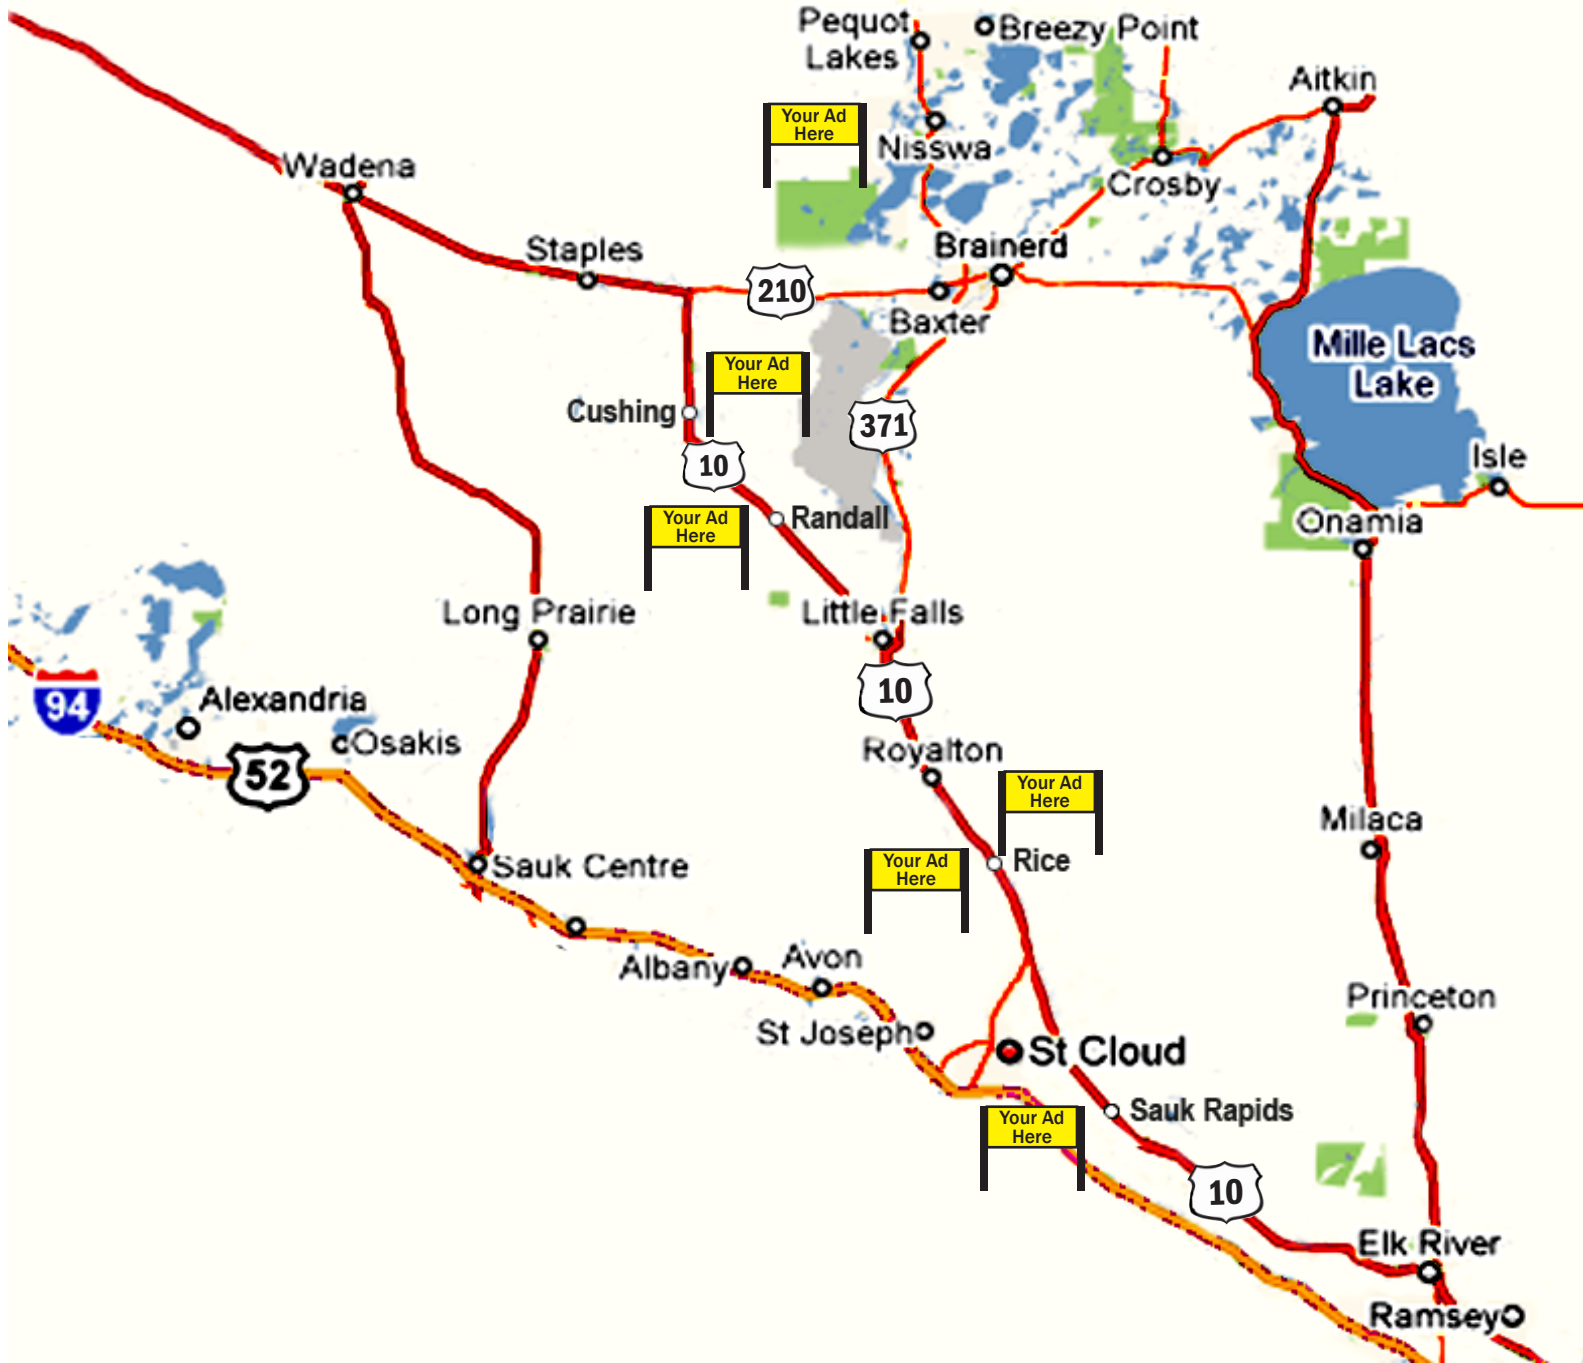 Pequot
Lakes
Breezy Point
Aitkin
Your Ad
Here
Nisswa
Wadena
Crosby
Staples
Brainerd
210
Baxter
Mille Lacs
Lake
Your Ad
Here
Cushing
371
10
Isle
Your Ad
Here
Randall
Onamia
Long Prairie
Little Falls
94
Alexandria
10
Osakis
Royalton
52
Your Ad
Here
Milaca
Sauk Centre
Your Ad
Here
Rice
Albany
Avon
Princeton
St Joseph
St Cloud
Sauk Rapids
Your Ad
Here
10
Elk River
Ramsey